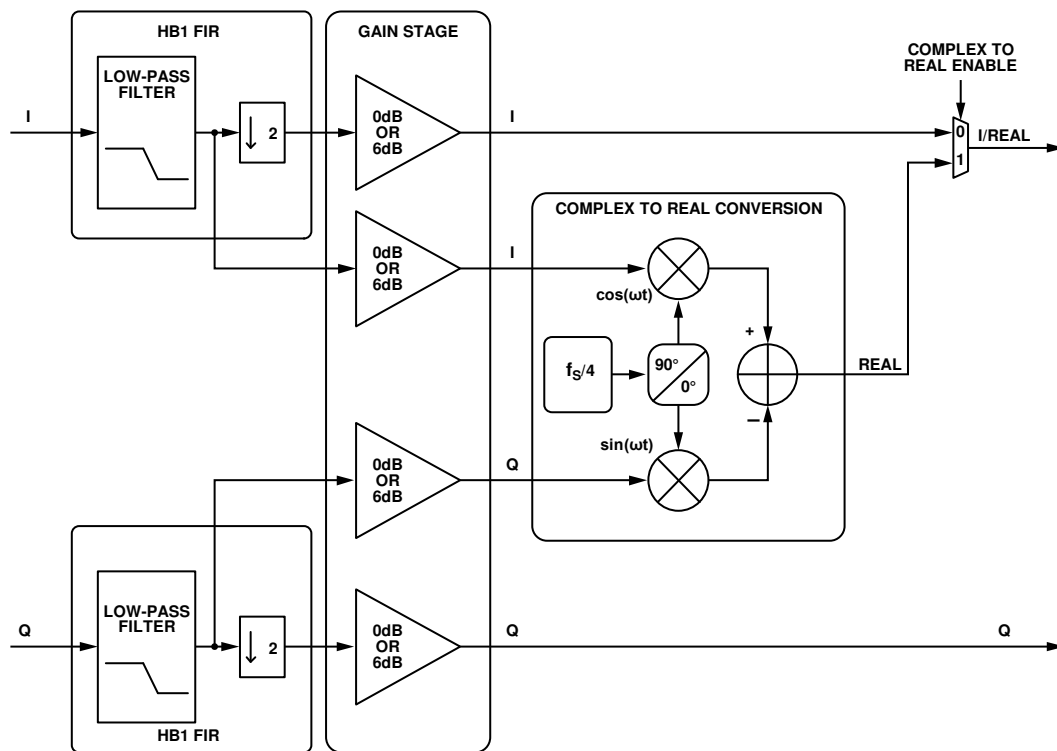 HB1 FIR
GAIN STAGE
LOW-PASS
FILTER
COMPLEX TO
REAL ENABLE
I
2
0dB
OR
6dB
I
0
1
I/REAL
COMPLEX TO REAL CONVERSION
0dB
OR
6dB
I
cos(ωt)
+
fS/4
90°
0°
REAL
–
sin(ωt)
0dB
OR
6dB
Q
LOW-PASS
FILTER
Q
2
0dB
OR
6dB
Q
Q
HB1 FIR